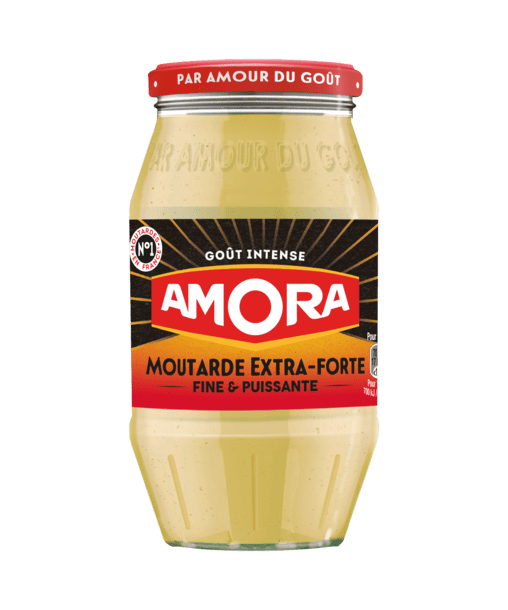 PAR AMOUR DU GOÛT
PAR AMOUR DU GO
MOUTARDES
N°1
EN FRANCE
GOÛT INTENSE
AMORA
MOUTARDE EXTRA-FORTE
FINE & PUISSANTE
Pour
Pour